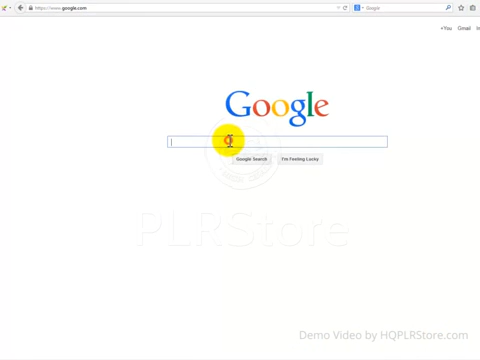 https://www.google.com
Google
+You Gmail
Google
Google Search I'm Feeling Lucky
PLRStore
Demo Video by HQPLRStore.com